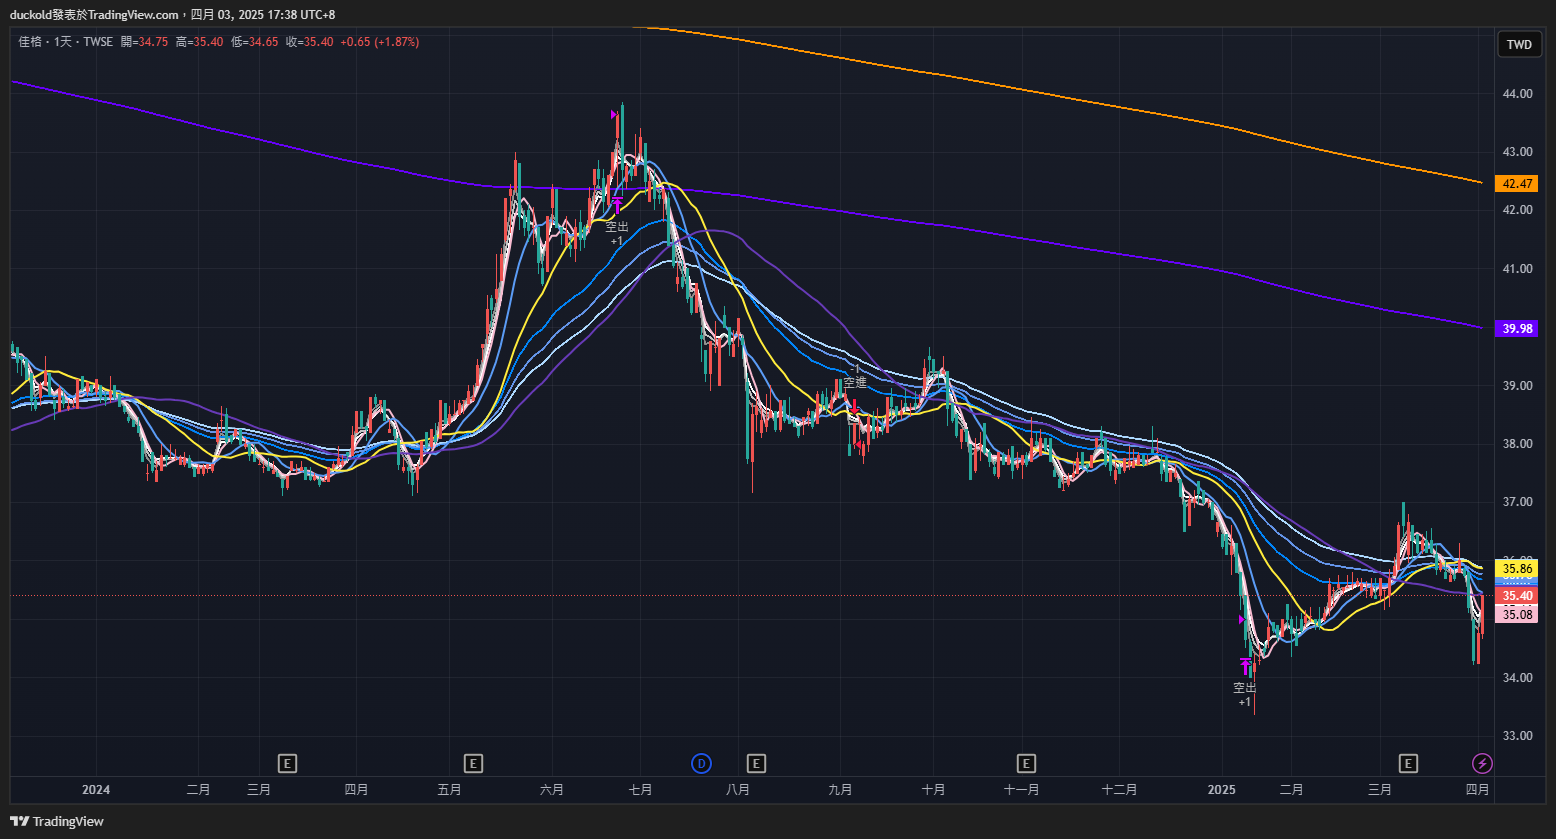 duckold發表於TradingView.com，四月 03, 2025 17:38 UTC+8
佳格 · 1天 · TWSE 開=34.75 高=35.40 低=34.65 收=35.40 +0.65 (+1.87%)
TWD
44.00
43.00
42.47
42.00
空出
+1
41.00
39.98
-1
空進
39.00
38.00
37.00
36.00
35.86
35.40
35.08
34.00
空出
+1
33.00
E
E
D
E
E
E
2024 二月 三月 四月 五月 六月 七月 八月 九月 十月 十一月 十二月 2025 二月 三月 四月
TradingView